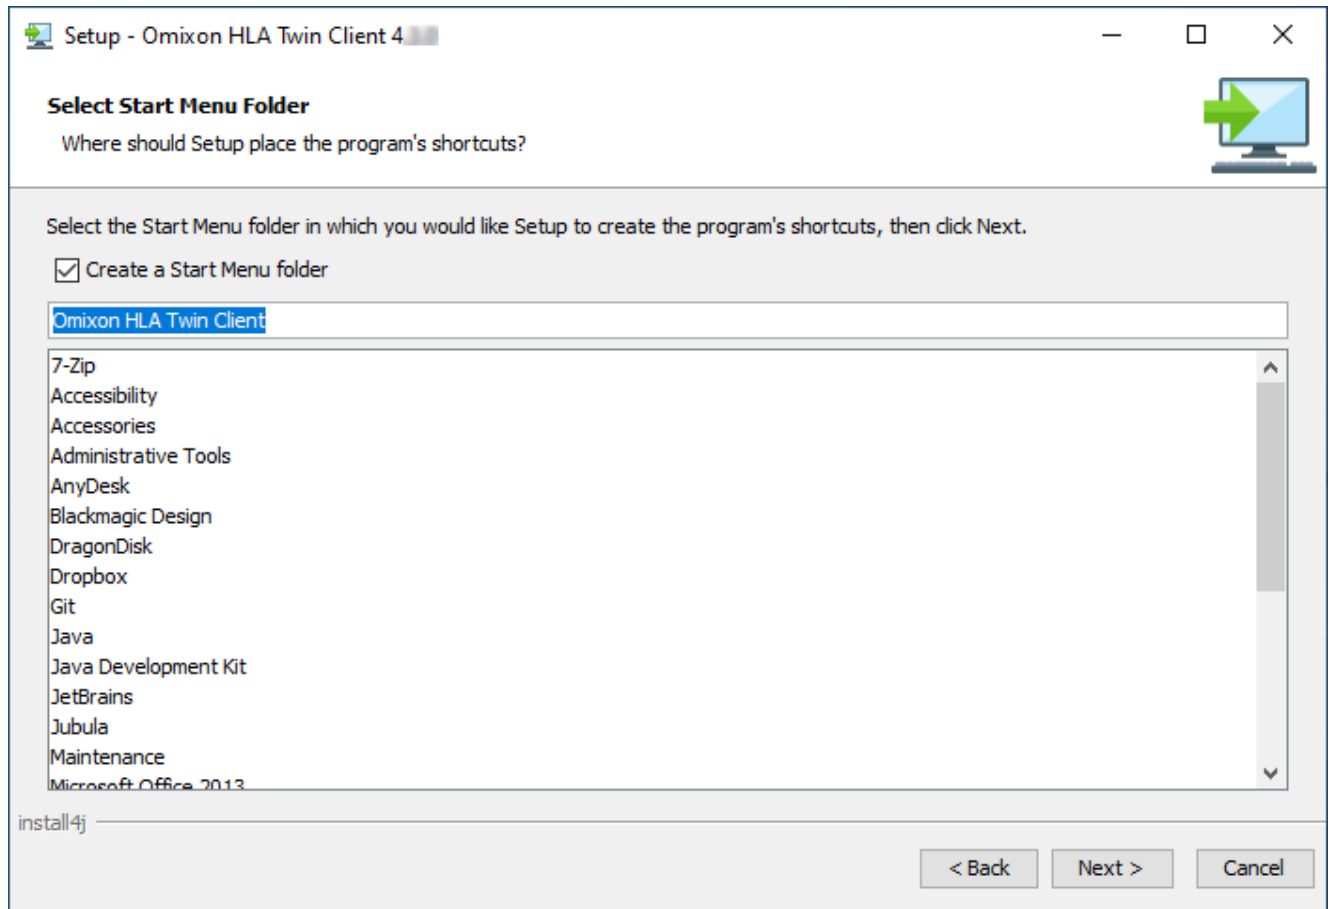 Setup - Omixon HLA Twin Client 4
Select Start Menu Folder
Where should Setup place the program's shortcuts?
Select the Start Menu folder in which you would like Setup to create the program's shortcuts, then click Next.
Create a Start Menu folder
Omixon HLA Twin Client
7-Zip
Accessibility
Accessories
Administrative Tools
AnyDesk
Blackmagic Design
DragonDisk
Dropbox
Git
Java
Java Development Kit
JetBrains
Jubula
Maintenance
Microsoft Office 2013
install4j
< Back Next > Cancel